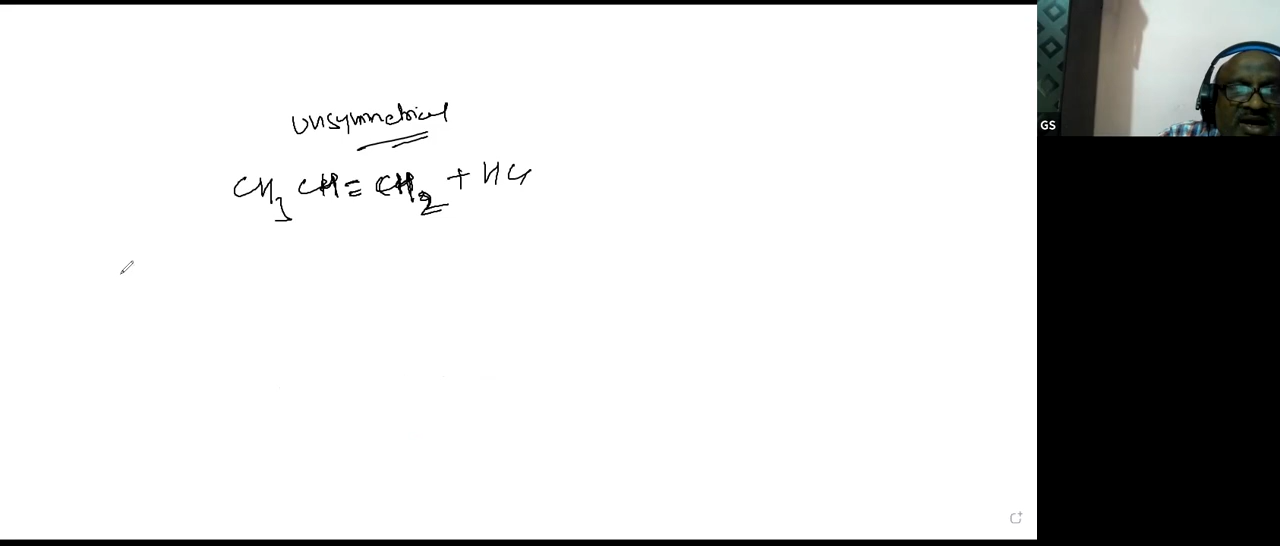 unsymmetrical
CH3 CH = CH2 + HCl
GS